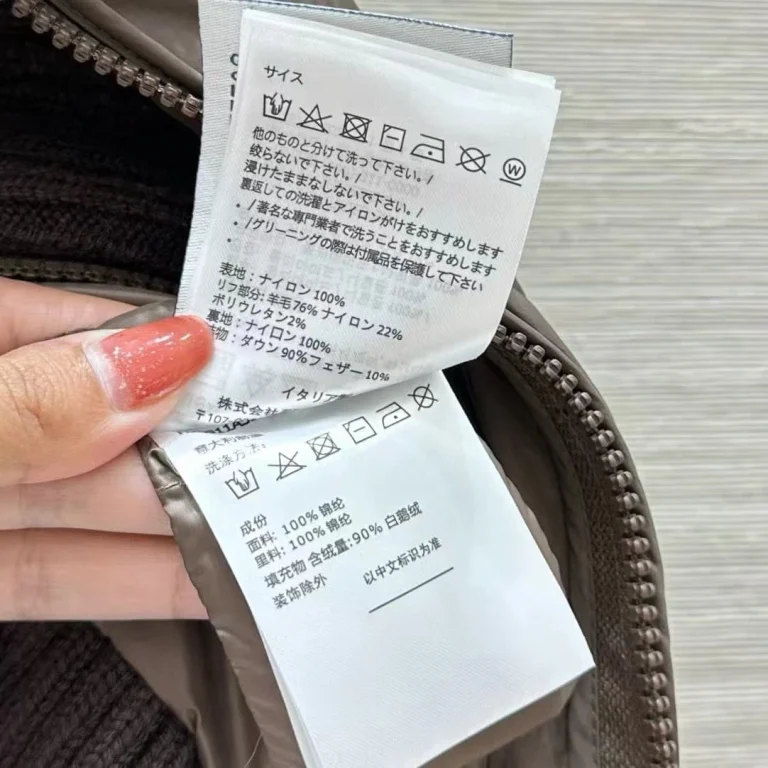 サイス
他のものと分けて洗って下さい。/
絞らないで下さい。/
浸けたままなしないで下さい。/
裏返しての洗濯とアイロンがけをおすすめします
・/著名な専門業者で洗うことをおすすめします
・/グリーニングの際は付属品を保護して下さい
表地：ナイロン 100%
リフ部分: 羊毛76% ナイロン 22%
ポリウレタン2%
裏地：ナイロン 100%
物：ダウン 90%フェザー 10%
イタリア
株式会社
〒107-
洗涤方法:
成份
面料: 100% 锦纶
里料: 100% 锦纶
填充物 含绒量:90% 白鹅绒
装饰除外
以中文标识为准